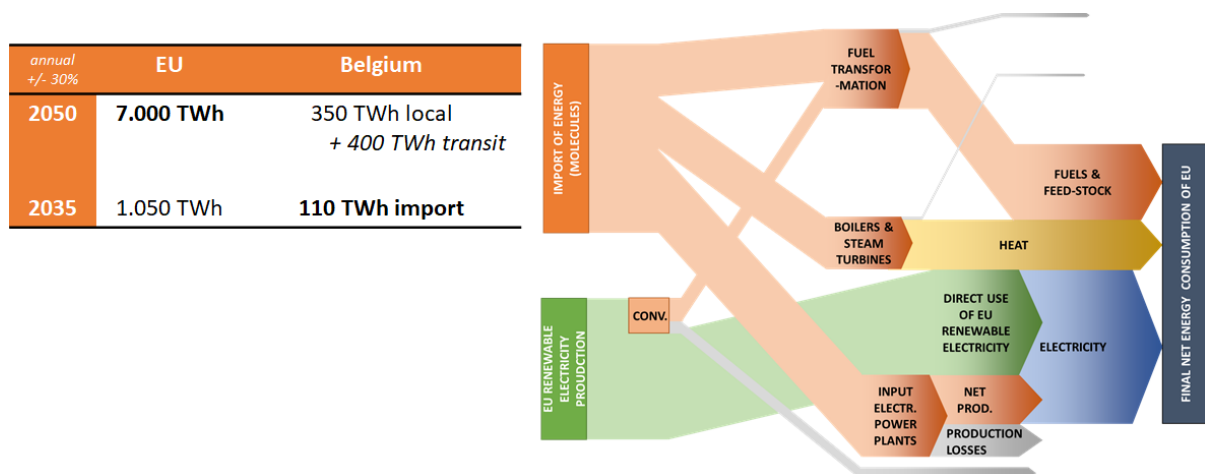 annual
+/- 30%
EU
Belgium
2050
7.000 TWh
350 TWh local
+ 400 TWh transit
2035
1.050 TWh
110 TWh import
IMPORT OF ENERGY
(MOLECULES)
EU RENEWABLE
ELECTRICITY
PROUDCTION
CONV.
FUEL
TRANSFOR
-MATION
BOILERS &
STEAM
TURBINES
HEAT
FUELS &
FEED-STOCK
DIRECT USE
OF EU
RENEWABLE
ELECTRICITY
ELECTRICITY
INPUT
ELECTR.
POWER
PLANTS
NET
PROD.
PRODUCTION
LOSSES
FINAL NET ENERGY CONSUMPTION OF EU